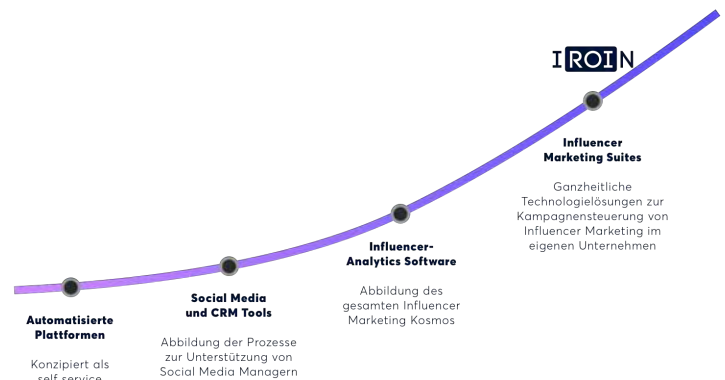 IROIN
Influencer
Marketing Suites
Ganzheitliche
Technologielösungen zur
Kampagnensteuerung von
Influencer Marketing im
eigenen Unternehmen
Influencer-
Analytics Software
Abbildung des
gesamten Influencer
Marketing Kosmos
Social Media
und CRM Tools
Abbildung der Prozesse
zur Unterstützung von
Social Media Managern
Automatisierte
Plattformen
Konzipiert als
self service